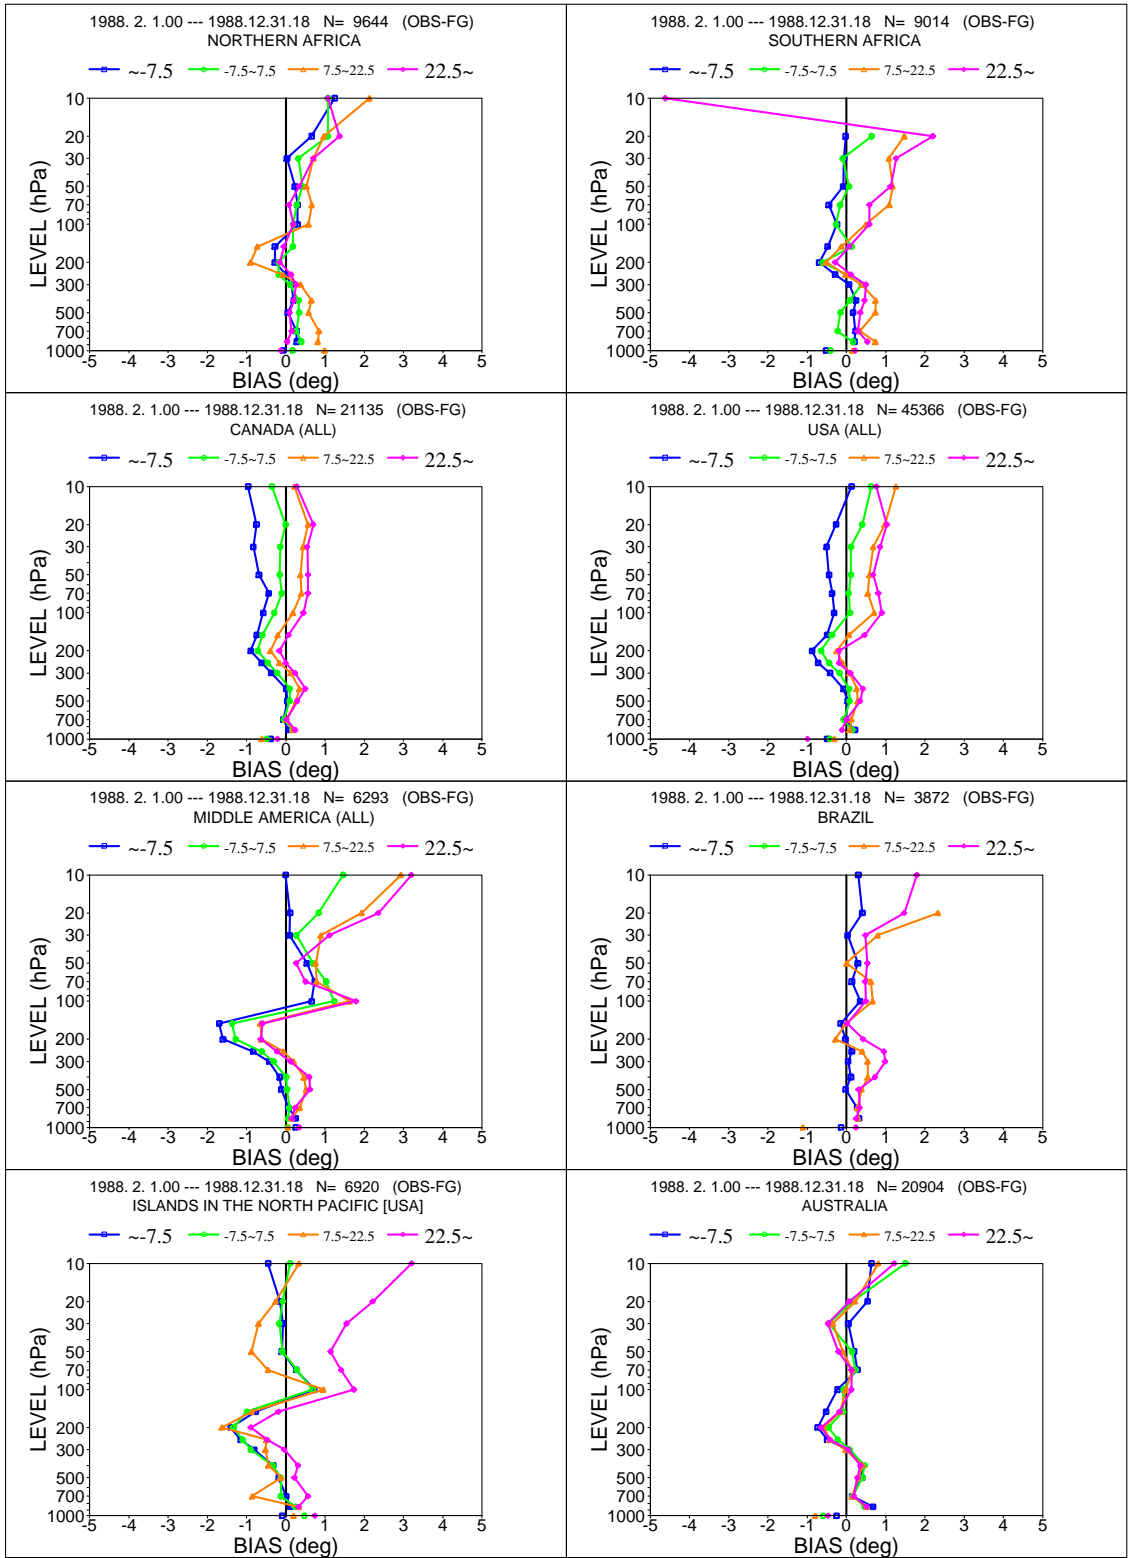 1988. 2. 1.00 --- 1988.12.31.18 N= 9644 (OBS-FG)
NORTHERN AFRICA
~-7.5 -7.5~7.5 7.5~22.5 22.5~
10
20
30
50
70
100
200
300
500
700
1000
LEVEL (hPa)
-5 -4 -3 -2 -1 0 1 2 3 4 5
BIAS (deg)
1988. 2. 1.00 --- 1988.12.31.18 N= 9014 (OBS-FG)
SOUTHERN AFRICA
~-7.5 -7.5~7.5 7.5~22.5 22.5~
10
20
30
50
70
100
200
300
500
700
1000
LEVEL (hPa)
-5 -4 -3 -2 -1 0 1 2 3 4 5
BIAS (deg)
1988. 2. 1.00 --- 1988.12.31.18 N= 21135 (OBS-FG)
CANADA (ALL)
~-7.5 -7.5~7.5 7.5~22.5 22.5~
10
20
30
50
70
100
200
300
500
700
1000
LEVEL (hPa)
-5 -4 -3 -2 -1 0 1 2 3 4 5
BIAS (deg)
1988. 2. 1.00 --- 1988.12.31.18 N= 45366 (OBS-FG)
USA (ALL)
~-7.5 -7.5~7.5 7.5~22.5 22.5~
10
20
30
50
70
100
200
300
500
700
1000
LEVEL (hPa)
-5 -4 -3 -2 -1 0 1 2 3 4 5
BIAS (deg)
1988. 2. 1.00 --- 1988.12.31.18 N= 6293 (OBS-FG)
MIDDLE AMERICA (ALL)
~-7.5 -7.5~7.5 7.5~22.5 22.5~
10
20
30
50
70
100
200
300
500
700
1000
LEVEL (hPa)
-5 -4 -3 -2 -1 0 1 2 3 4 5
BIAS (deg)
1988. 2. 1.00 --- 1988.12.31.18 N= 3872 (OBS-FG)
BRAZIL
~-7.5 -7.5~7.5 7.5~22.5 22.5~
10
20
30
50
70
100
200
300
500
700
1000
LEVEL (hPa)
-5 -4 -3 -2 -1 0 1 2 3 4 5
BIAS (deg)
1988. 2. 1.00 --- 1988.12.31.18 N= 6920 (OBS-FG)
ISLANDS IN THE NORTH PACIFIC [USA]
~-7.5 -7.5~7.5 7.5~22.5 22.5~
10
20
30
50
70
100
200
300
500
700
1000
LEVEL (hPa)
-5 -4 -3 -2 -1 0 1 2 3 4 5
BIAS (deg)
1988. 2. 1.00 --- 1988.12.31.18 N= 20904 (OBS-FG)
AUSTRALIA
~-7.5 -7.5~7.5 7.5~22.5 22.5~
10
20
30
50
70
100
200
300
500
700
1000
LEVEL (hPa)
-5 -4 -3 -2 -1 0 1 2 3 4 5
BIAS (deg)